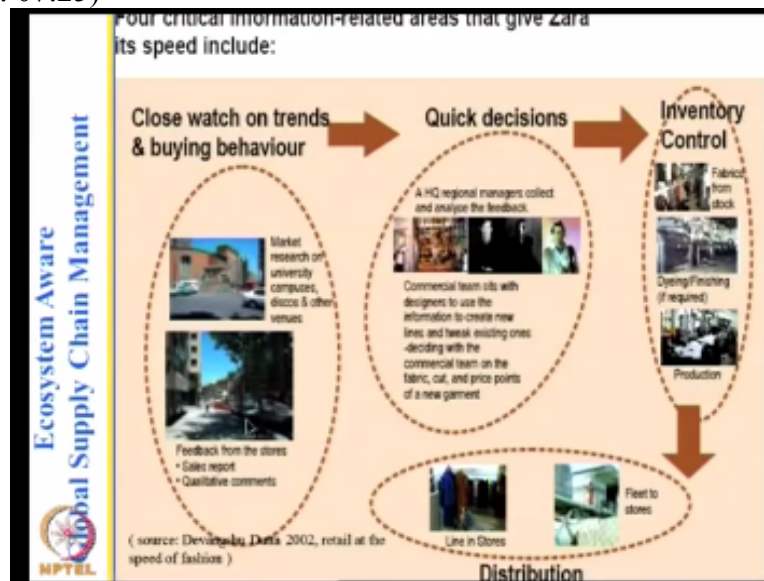 07:25)
Four critical information-related areas that give Zara
its speed include:
Ecosystem Aware
Global Supply Chain Management
Close watch on trends
& buying behaviour
Market
research on
university
campuses,
discos & other
venues
Feedback from the stores
• Sales report
• Qualitative comments
Quick decisions
A HQ regional managers collect
and analyse the feedback.
Commercial team sits with
designers to use the
information to create new
lines and tweak existing ones
-deciding with the
commercial team on the
fabric, cut, and price points
of a new garment
Inventory
Control
Fabrics
from
stock
Dyeing/Finishing
(if required)
Production
Line in Stores
Fleet to
stores
Distribution
( source: Devangshu Dutta 2002, retail at the
speed of fashion )
NPTEL